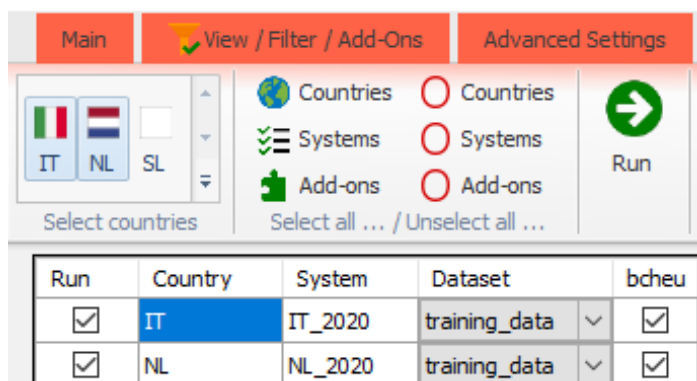 Main View / Filter / Add-Ons Advanced Settings
Countries Countries
Systems Systems
Add-ons Add-ons
IT NL SL
Run
Select countries Select all ... / Unselect all ...
Run Country System Dataset bcheu
IT IT_2020 training_data
NL NL_2020 training_data